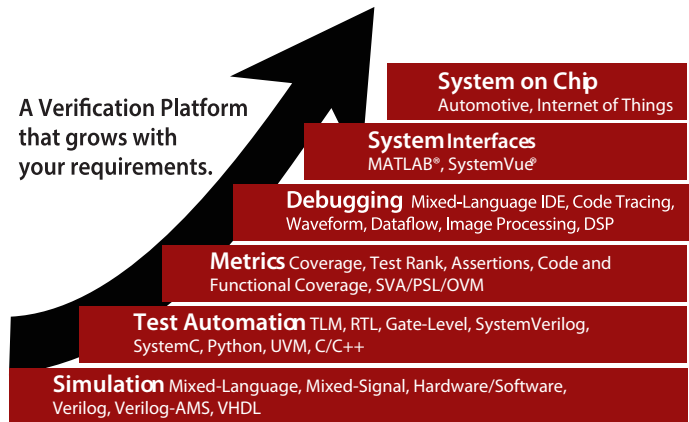 A Verification Platform
that grows with
your requirements.
System on Chip
Automotive, Internet of Things
System Interfaces
MATLAB®, SystemVue®
Debugging Mixed-Language IDE, Code Tracing,
Waveform, Dataflow, Image Processing, DSP
Metrics Coverage, Test Rank, Assertions, Code and
Functional Coverage, SVA/PSL/OVM
Test Automation TLM, RTL, Gate-Level, SystemVerilog,
SystemC, Python, UVM, C/C++
Simulation Mixed-Language, Mixed-Signal, Hardware/Software,
Verilog, Verilog-AMS, VHDL